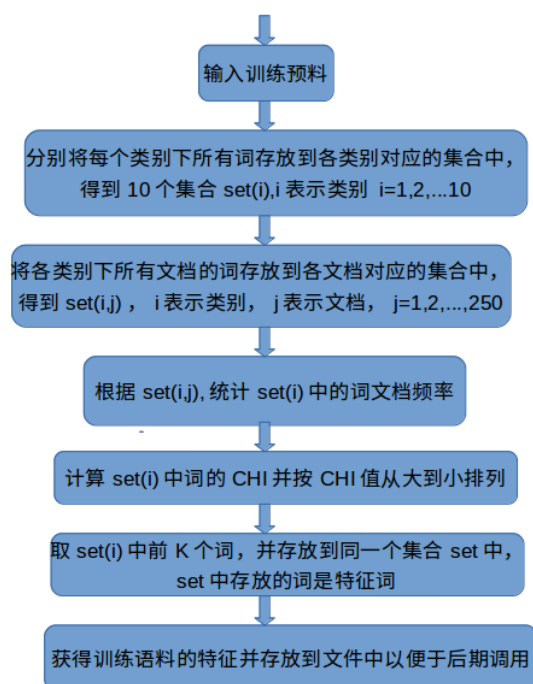 输入训练预料
分别将每个类别下所有词存放到各类别对应的集合中，
得到 10 个集合 set(i),i 表示类别 i=1,2,...10
将各类别下所有文档的词存放到各文档对应的集合中，
得到 set(i,j) ， i 表示类别， j 表示文档， j=1,2,...,250
根据 set(i,j), 统计 set(i) 中的词文档频率
计算 set(i) 中词的 CHI 并按 CHI 值从大到小排列
取 set(i) 中前 K 个词，并存放到同一个集合 set 中，
set 中存放的词是特征词
获得训练语料的特征并存放到文件中以便于后期调用